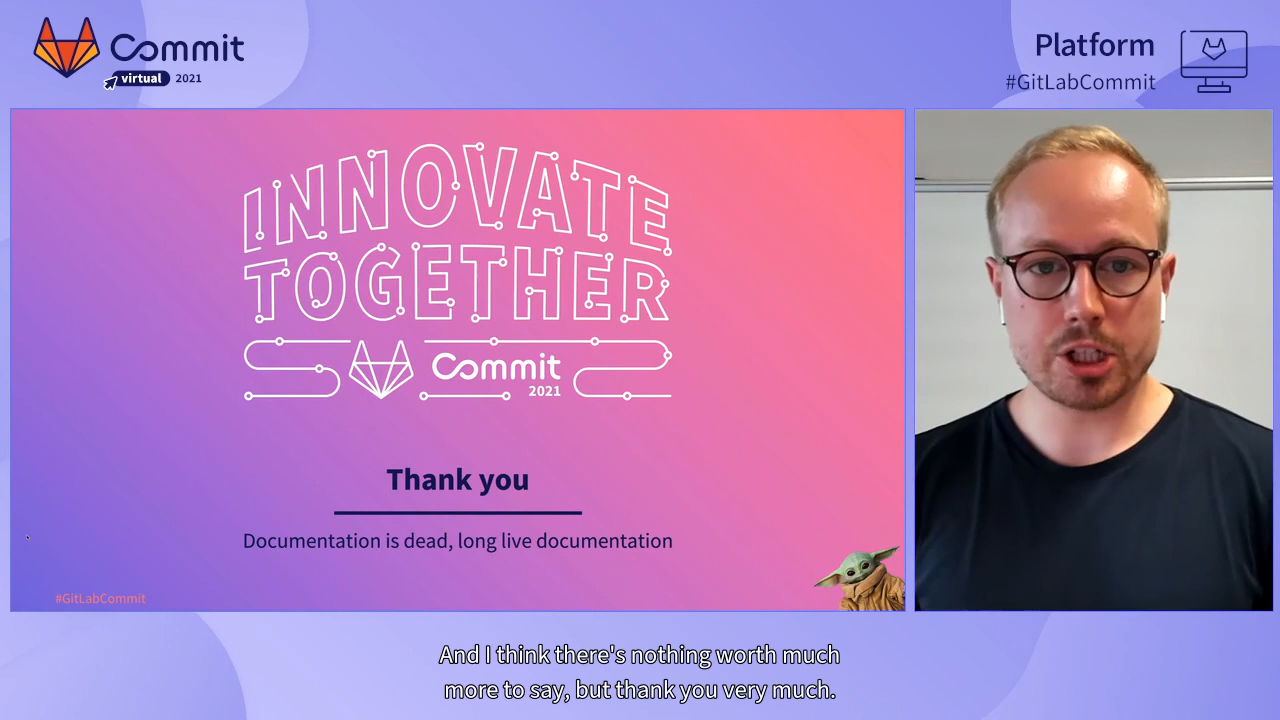 Commit
virtual 2021
Platform
#GitLabCommit
INNOVATE
TOGETHER
Commit
2021
Thank you
Documentation is dead, long live documentation
#GitLabCommit
And I think there's nothing worth much
more to say, but thank you very much.